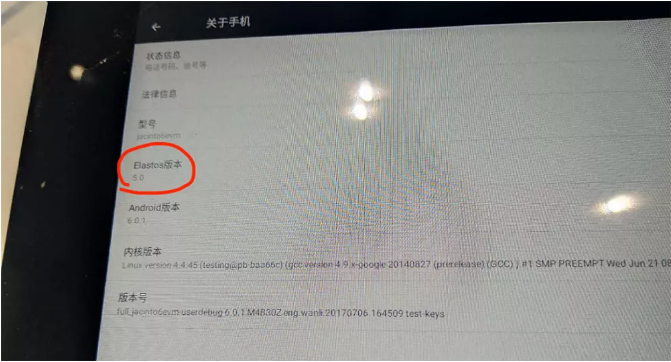 关于手机
状态信息
电话号码、信号等
法律信息
型号
jacinto6evm
Elastos版本
5.0
Android版本
6.0.1
内核版本
Linux version 4.4.45 (testing@pb-baa66c) (gcc version 4.9.x-google 20140827 (prerelease) (GCC) ) #1 SMP PREEMPT Wed Jun 21 08
版本号
full_jacinto6evm-userdebug 6.0.1 M4B30Z eng.wanli.20170706.164509 test-keys